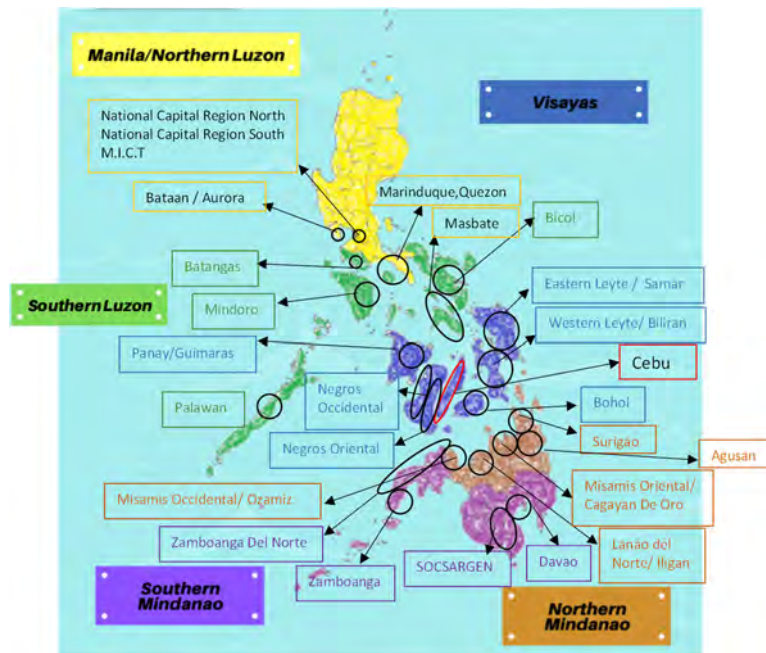 Manila/Northern Luzon
Visayas
National Capital Region North
National Capital Region South
M.I.C.T
Bataan / Aurora
Marinduque,Quezon
Masbate
Bicol
Batangas
Southern Luzon
Mindoro
Eastern Leyte / Samar
Western Leyte/ Biliran
Panay/Guimaras
Cebu
Negros
Occidental
Palawan
Bohol
Negros Oriental
Surigao
Agusan
Misamis Occidental/ Ozamiz
Misamis Oriental/
Cagayan De Oro
Zamboanga Del Norte
Lanao del
Norte/ Iligan
Zamboanga
SOCSARGEN
Davao
Southern
Mindanao
Northern
Mindanao